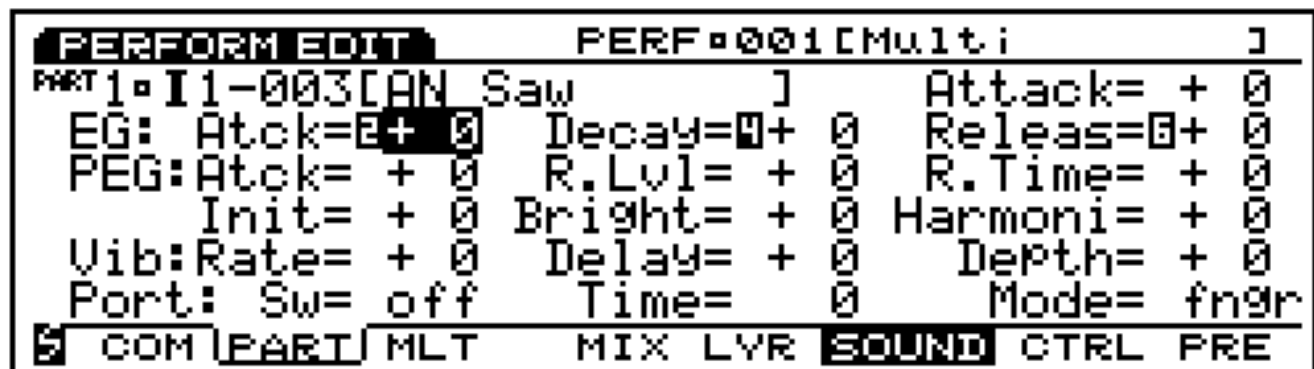 PERFORM EDIT PERF▫001[Multi ]
PART1▫I1-003[AN Saw ] Attack= + 0
EG: Atck=2+ 0 Decay=4+ 0 Releas=6+ 0
PEG:Atck= + 0 R.Lvl= + 0 R.Time= + 0
Init= + 0 Bright= + 0 Harmoni= + 0
Vib:Rate= + 0 Delay= + 0 Depth= + 0
Port: Sw= off Time= 0 Mode= fngr
S COM PART MLT MIX LVR SOUND CTRL PRE